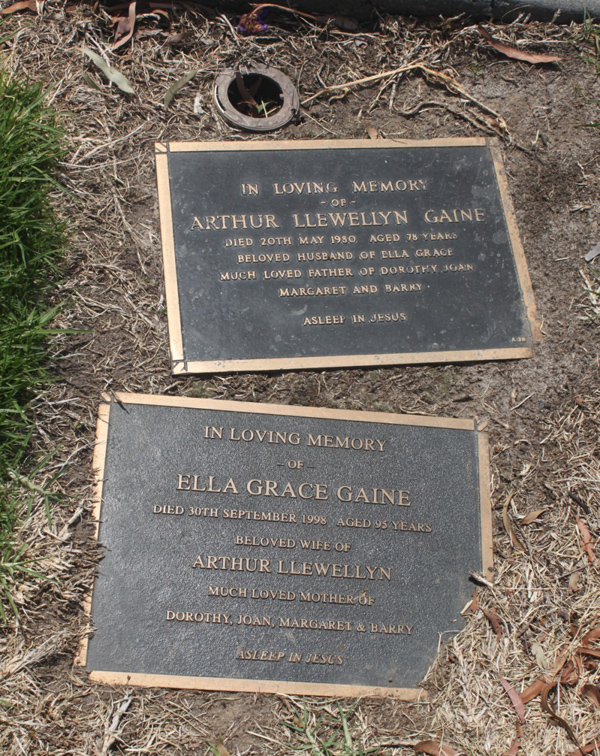 IN LOVING MEMORY
- OF -
ARTHUR LLEWELLYN GAINE
DIED 20TH MAY 1980 AGED 78 YEARS
BELOVED HUSBAND OF ELLA GRACE
MUCH LOVED FATHER OF DOROTHY, JOAN
MARGARET AND BARRY
ASLEEP IN JESUS
IN LOVING MEMORY
- OF -
ELLA GRACE GAINE
DIED 30TH SEPTEMBER 1998 AGED 95 YEARS
BELOVED WIFE OF
ARTHUR LLEWELLYN
MUCH LOVED MOTHER OF
DOROTHY, JOAN, MARGARET & BARRY
ASLEEP IN JESUS